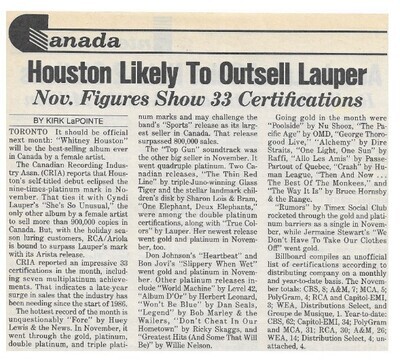 Canada
Houston Likely To Outsell Lauper
Nov. Figures Show 33 Certifications
BY KIRK LaPOINTE
TORONTO It should be official
next month: "Whitney Houston"
will be the best-selling album ever
in Canada by a female artist.
The Canadian Recording Indus-
try Assn. (CRIA) reports that Hous-
ton's self-titled debut eclipsed the
nine-times-platinum mark in No-
vember. That ties it with Cyndi
Lauper's "She's So Unusual," the
only other album by a female artist
to sell more than 900,000 copies in
Canada. But, with the holiday sea-
son luring customers, RCA/Ariola
is bound to surpass Lauper's mark
with its Arista release.
CRIA reported an impressive 33
certifications in the month, includ-
ing seven multiplatinum achieve-
ments. That indicates a late-year
surge in sales that the industry has
been needing since the start of 1986.
The hottest record of the month is
unquestionably "Fore" by Huey
Lewis & the News. In November, it
went through the gold, platinum,
double-platinum, and triple plati-
num marks and may challenge the
band's "Sports" release as its larg-
est seller in Canada. That release
surpassed 800,000 sales.
The "Top Gun" soundtrack was
the other big seller in November. It
went quadruple platinum. Two Ca-
nadian releases, "The Thin Red
Line" by triple Juno-winning Glass
Tiger and the stellar landmark chil-
dren's disk by Sharon Lois & Bram,
"One Elephant, Deux Elephants,"
were among the double platinum
certifications, along with "True Col-
ors" by Lauper. Her newest release
went gold and platinum in Novem-
ber, too.
Don Johnson's "Heartbeat" and
Bon Jovi's "Slippery When Wet"
went gold and platinum in
November. Other platinum releases in-
clude "World Machine" by Level 42,
"Album D'Or" by Herbert Leonard,
"Won't Be Blue" by Dan Seals,
"Legend" by Bob Marley & the
Wailers, "Don't Cheat In Our
Hometown" by Ricky Skaggs, and
"Greatest Hits (And Some That Will
Be)" by Willie Nelson.
Going gold in the month were
"Poolside" by Nu Shooz, "The Pa-
cific Age" by OMD, "George Thoro-
good Live," "Alchemy" by Dire
Straits, "One Light, One Sun" by
Raffi, "Allo Les Amis" by Passe-
Partout of Quebec, "Crash" by Hu-
man League, "Then And Now . . .
The Best Of The Monkees," and
"The Way It Is" by Bruce Hornsby
& the Range.
"Rumors" by Timex Social Club
rocketed through the gold and plati-
num barriers as a single in Novem-
ber, while Jermaine Stewart's "We
Don't Have To Take Our Clothes
Off" went gold.
Billboard compiles an unofficial
list of certifications according to
distributing company on a monthly
and year-to-date basis. The Novem-
ber totals: CBS, 8; A&M, 7; MCA, 5;
PolyGram, 4; RCA and Capitol-EMI,
3; WEA, Distributions Select, and
Groupe de Musique, 1. Year-to-date:
CBS, 62; Capitol-EMI, 34; PolyGram
and MCA, 31; RCA, 30; A&M, 26;
WEA, 14; Distribution Select, 4; un-
attached, 4.